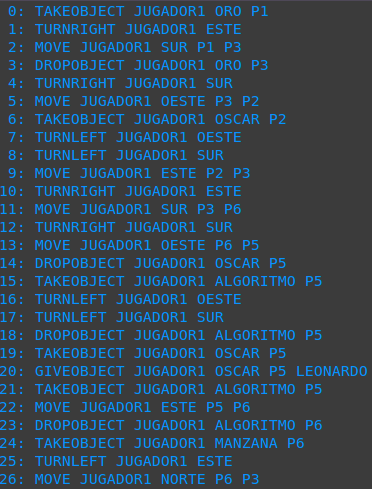 0: TAKEOBJECT JUGADOR1 ORO P1
1: TURNRIGHT JUGADOR1 ESTE
2: MOVE JUGADOR1 SUR P1 P3
3: DROPOBJECT JUGADOR1 ORO P3
4: TURNRIGHT JUGADOR1 SUR
5: MOVE JUGADOR1 OESTE P3 P2
6: TAKEOBJECT JUGADOR1 OSCAR P2
7: TURNLEFT JUGADOR1 OESTE
8: TURNLEFT JUGADOR1 SUR
9: MOVE JUGADOR1 ESTE P2 P3
10: TURNRIGHT JUGADOR1 ESTE
11: MOVE JUGADOR1 SUR P3 P6
12: TURNRIGHT JUGADOR1 SUR
13: MOVE JUGADOR1 OESTE P6 P5
14: DROPOBJECT JUGADOR1 OSCAR P5
15: TAKEOBJECT JUGADOR1 ALGORITMO P5
16: TURNLEFT JUGADOR1 OESTE
17: TURNLEFT JUGADOR1 SUR
18: DROPOBJECT JUGADOR1 ALGORITMO P5
19: TAKEOBJECT JUGADOR1 OSCAR P5
20: GIVEOBJECT JUGADOR1 OSCAR P5 LEONARDO
21: TAKEOBJECT JUGADOR1 ALGORITMO P5
22: MOVE JUGADOR1 ESTE P5 P6
23: DROPOBJECT JUGADOR1 ALGORITMO P6
24: TAKEOBJECT JUGADOR1 MANZANA P6
25: TURNLEFT JUGADOR1 ESTE
26: MOVE JUGADOR1 NORTE P6 P3